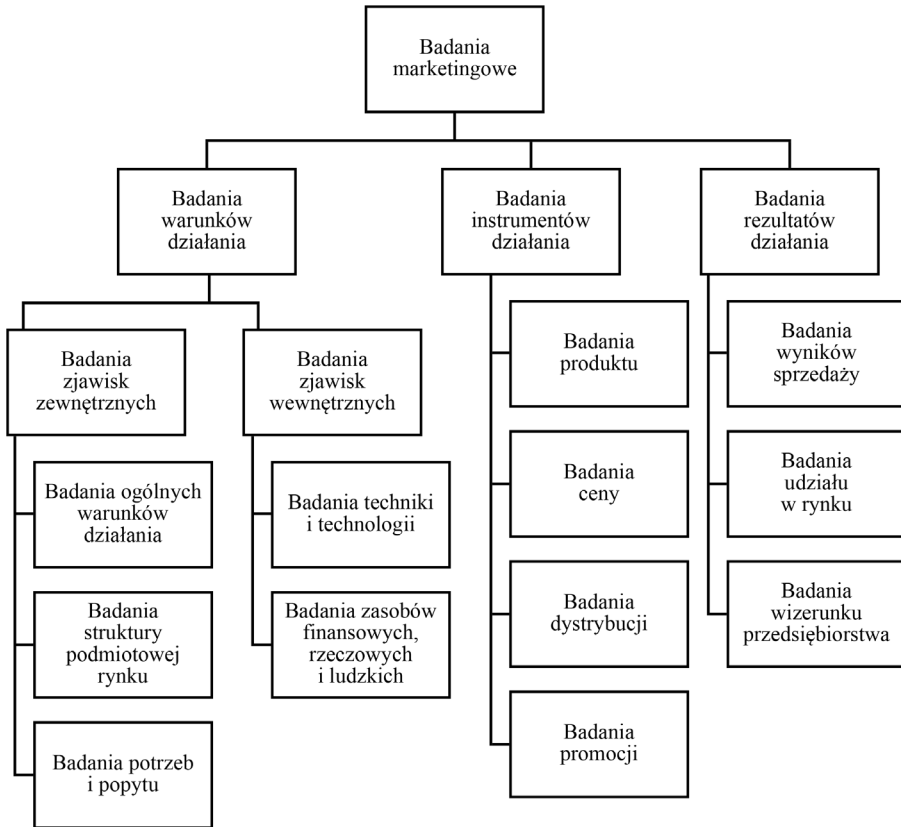 Badania
marketingowe
Badania
warunków
działania
Badania
instrumentów
działania
Badania
rezultatów
działania
Badania
zjawisk
zewnętrznych
Badania
zjawisk
wewnętrznych
Badania
produktu
Badania
wyników
sprzedaży
Badania ogólnych
warunków
działania
Badania techniki
i technologii
Badania
ceny
Badania
udziału
w rynku
Badania
struktury
podmiotowej
rynku
Badania zasobów
finansowych,
rzeczowych
i ludzkich
Badania
dystrybucji
Badania
wizerunku
przedsiębiorstwa
Badania potrzeb
i popytu
Badania
promocji